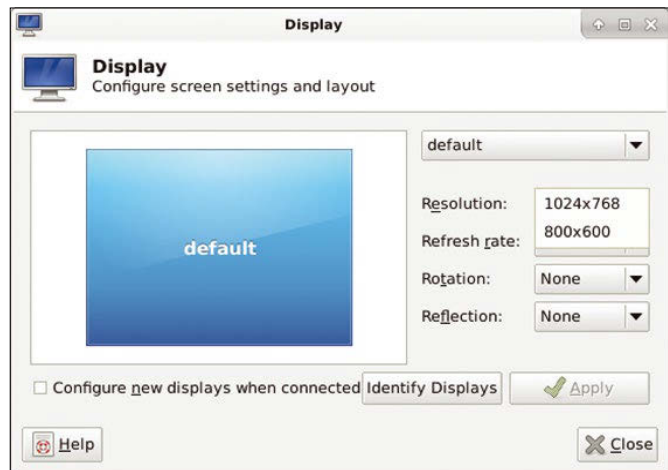 Display
Display
Configure screen settings and layout
default
default
Resolution:
1024x768
800x600
Refresh rate:
Rotation:
None
Reflection:
None
Configure new displays when connected
Identify Displays
Apply
Help
Close